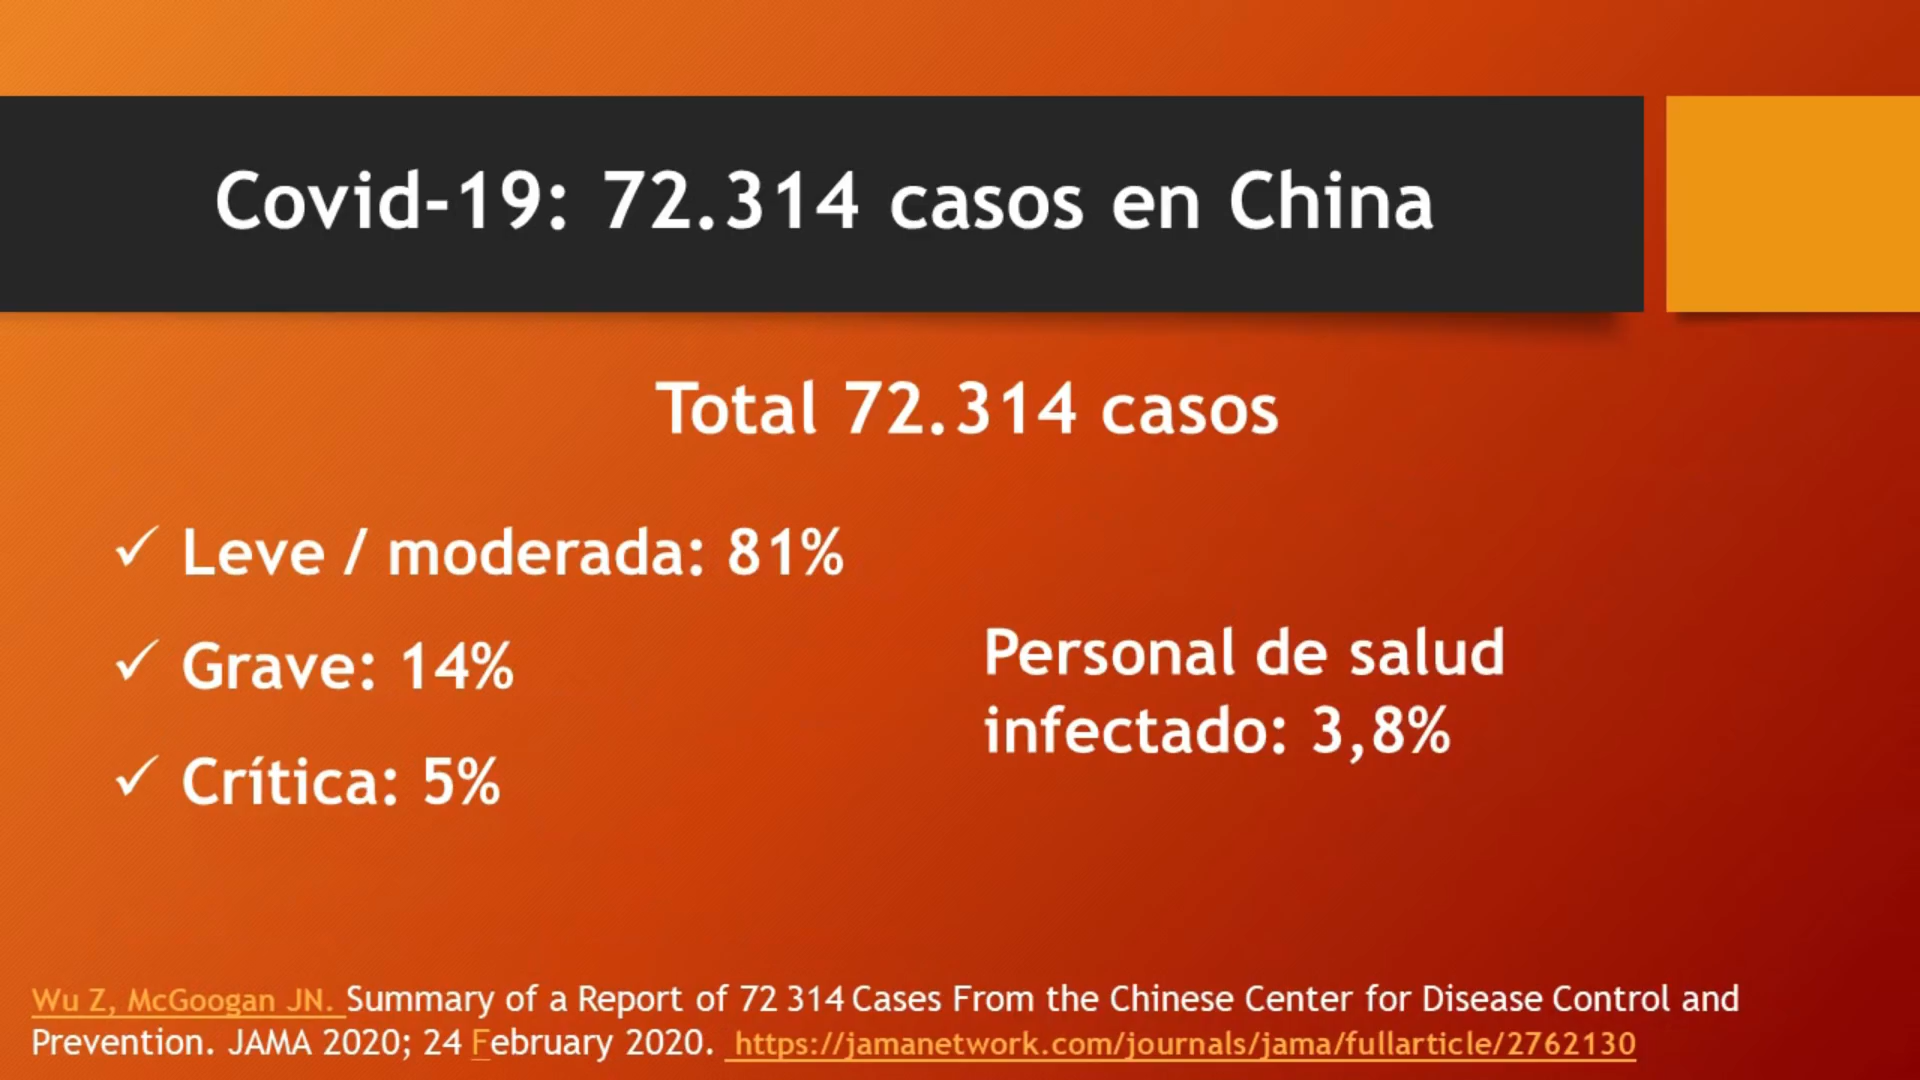 Covid-19: 72.314 casos en China
Total 72.314 casos
✓ Leve / moderada: 81%
✓ Grave: 14%
✓ Crítica: 5%
Personal de salud
infectado: 3,8%
Wu Z, McGoogan JN. Summary of a Report of 72 314 Cases From the Chinese Center for Disease Control and
Prevention. JAMA 2020; 24 February 2020. https://jamanetwork.com/journals/jama/fullarticle/2762130